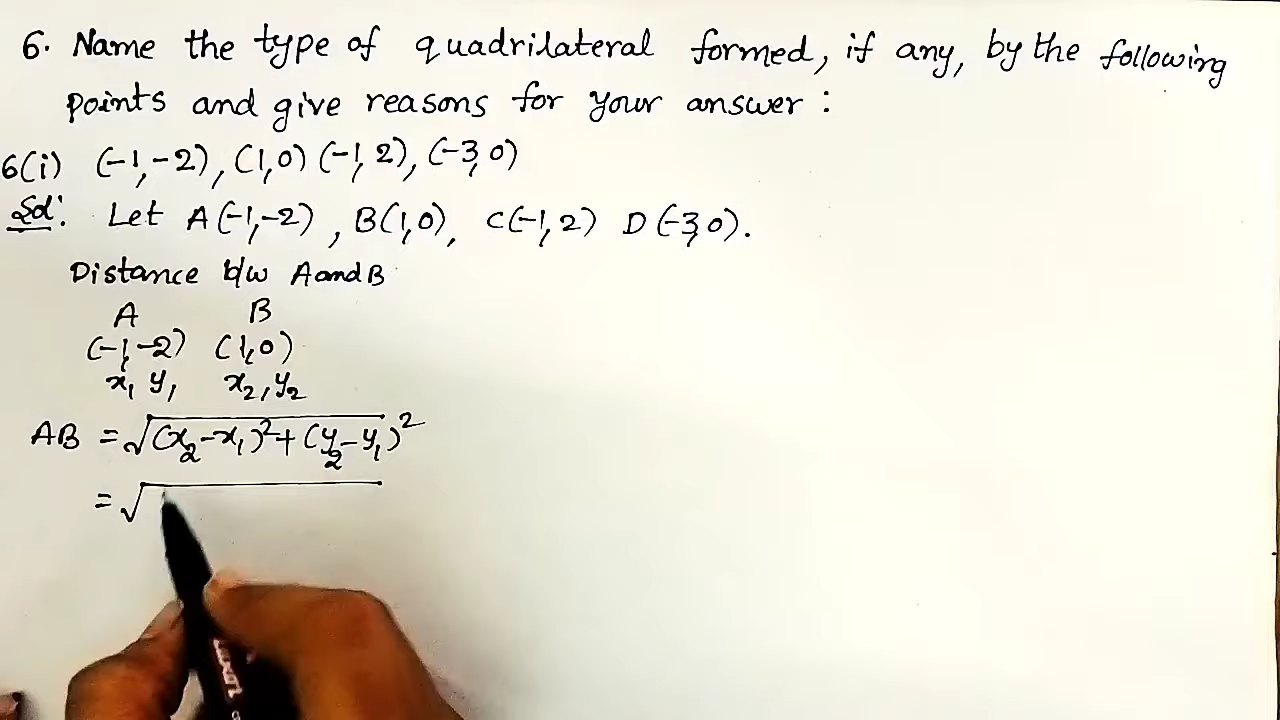 6. Name the type of quadrilateral formed, if any, by the following
points and give reasons for your answer :
6(i) (-1,-2), (1,0) (-1,2), (-3,0)
Sol: Let A(-1,-2), B(1,0), C(-1,2) D(-3,0).
Distance b/w A and B
A B
(-1,-2) (1,0)
x₁ y₁ x₂, y₂
AB = √(x₂-x₁)²+(y₂-y₁)²
= √